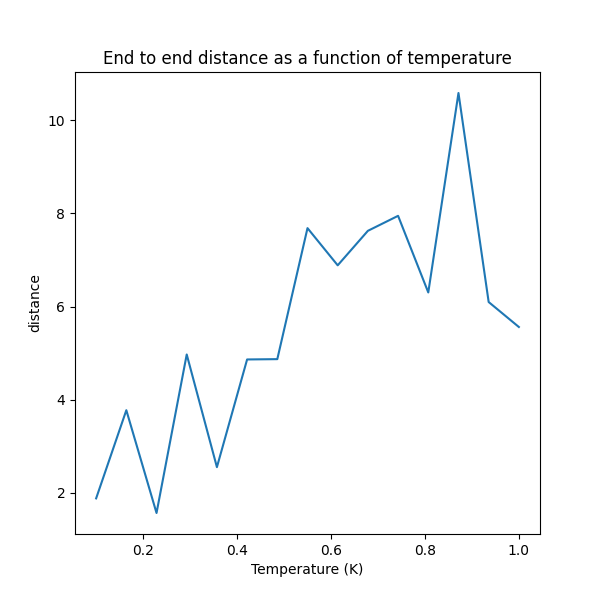 End to end distance as a function of temperature
10
8
6
4
2
distance
0.2 0.4 0.6 0.8 1.0
Temperature (K)